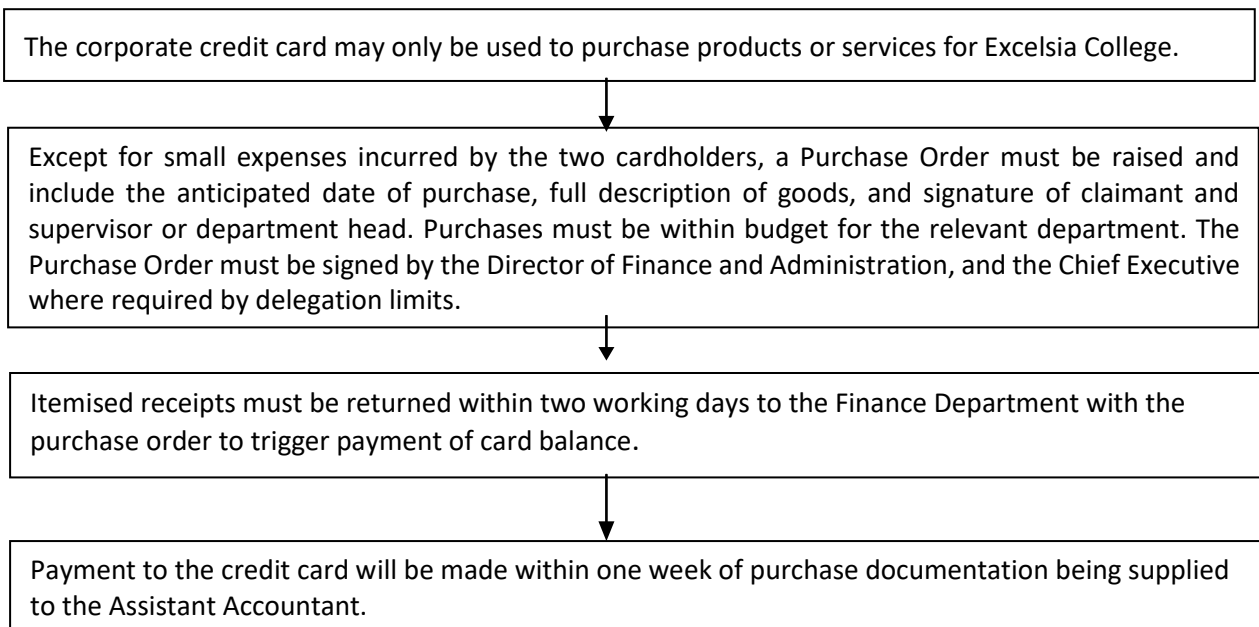 The corporate credit card may only be used to purchase products or services for Excelsia College.
Except for small expenses incurred by the two cardholders, a Purchase Order must be raised and
include the anticipated date of purchase, full description of goods, and signature of claimant and
supervisor or department head. Purchases must be within budget for the relevant department. The
Purchase Order must be signed by the Director of Finance and Administration, and the Chief Executive
where required by delegation limits.
Itemised receipts must be returned within two working days to the Finance Department with the
purchase order to trigger payment of card balance.
Payment to the credit card will be made within one week of purchase documentation being supplied
to the Assistant Accountant.